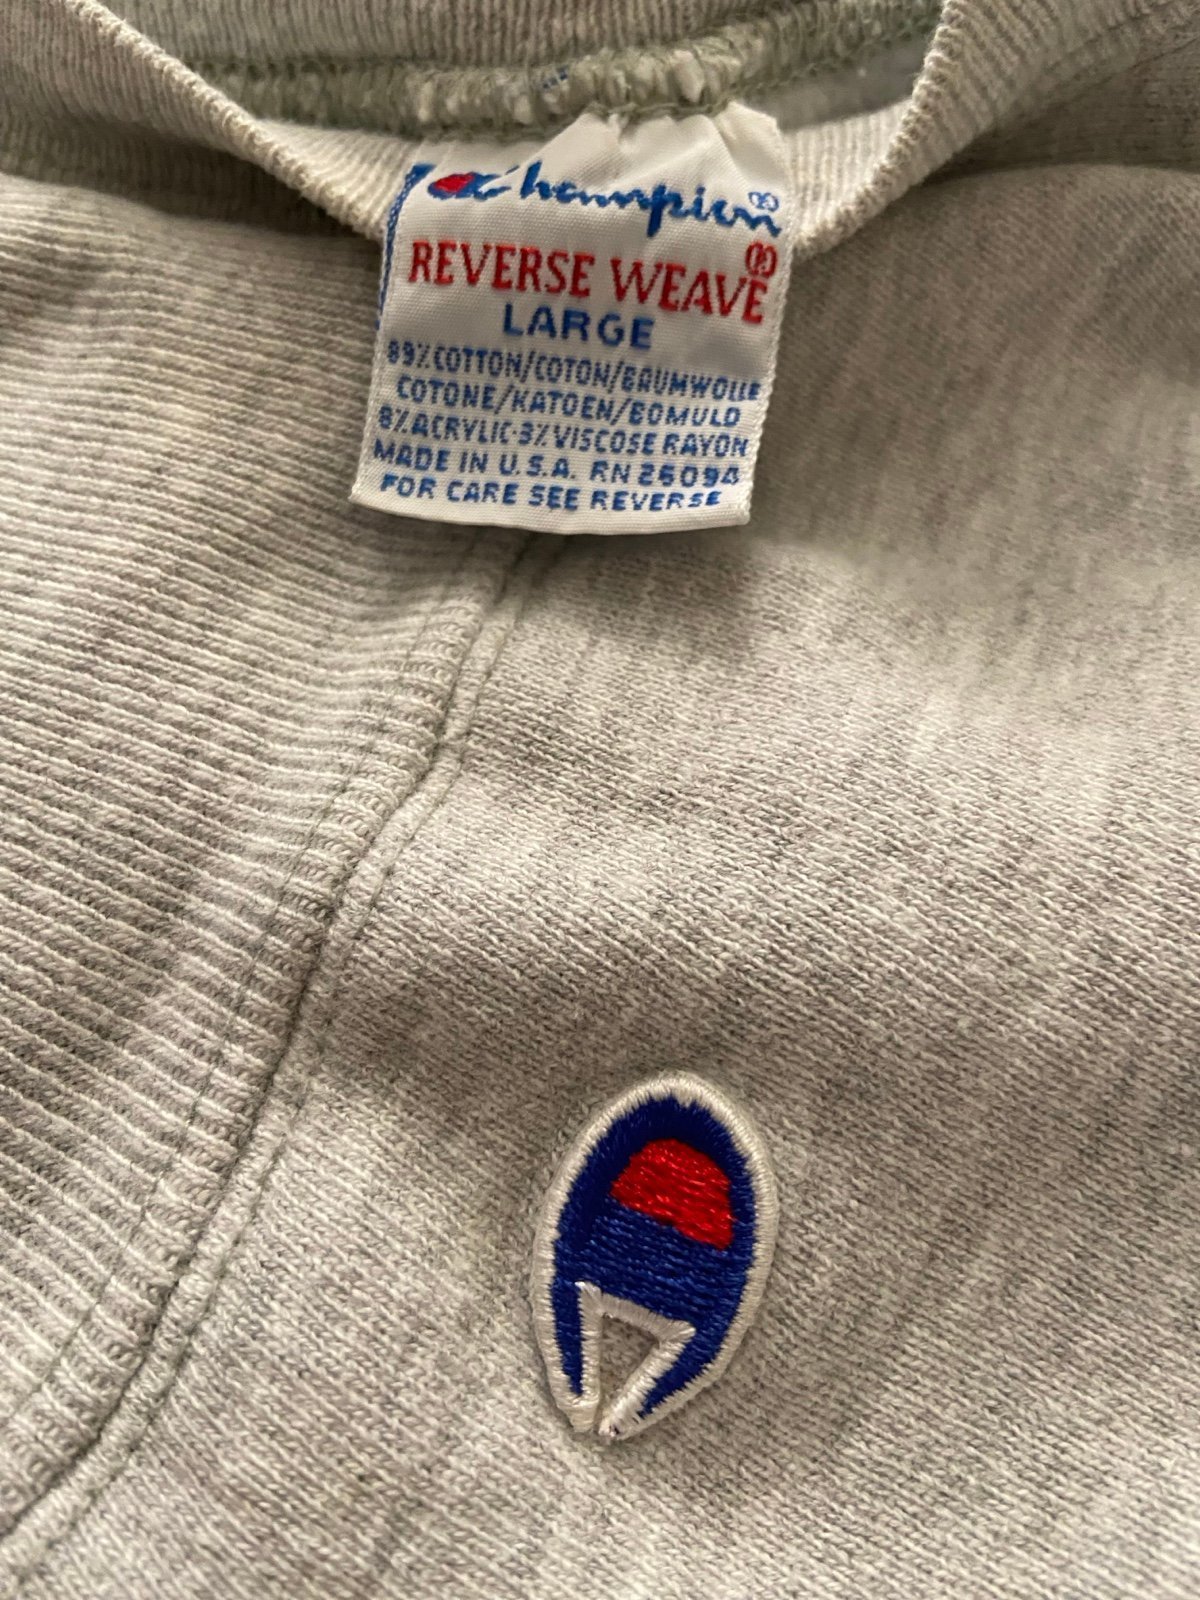 Champion®
REVERSE WEAVE®
LARGE
89% COTTON/COTON/BAUMWOLLE
COTONE/KATOEN/BOMULD
8% ACRYLIC·3% VISCOSE RAYON
MADE IN U.S.A. RN 26094
FOR CARE SEE REVERSE